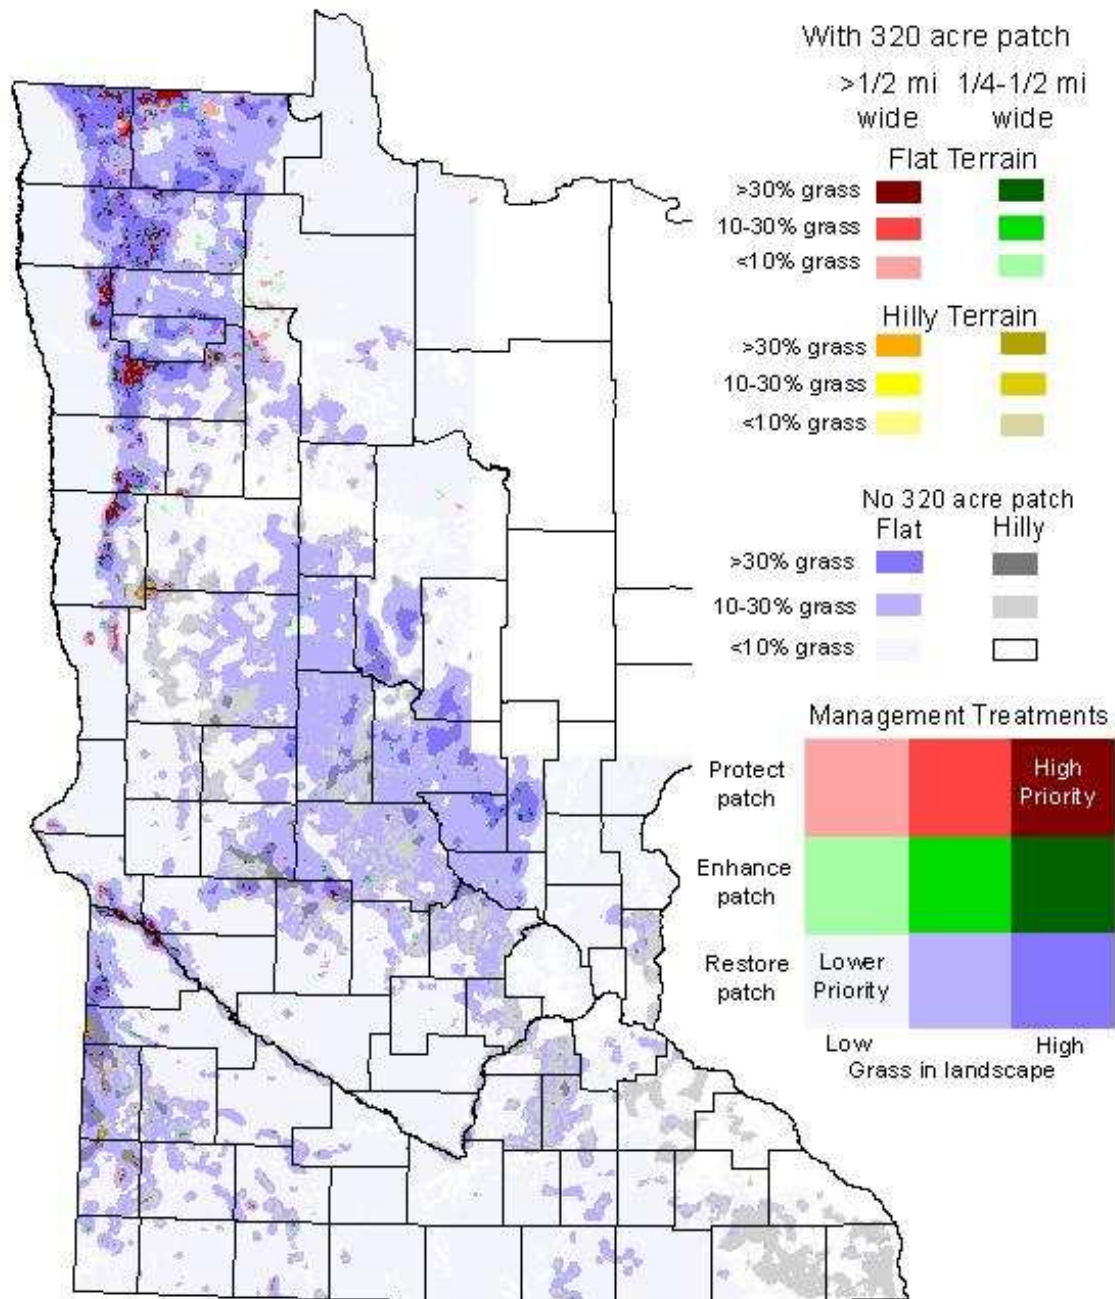 With 320 acre patch
>1/2 mi 1/4-1/2 mi
wide wide
Flat Terrain
>30% grass
10-30% grass
<10% grass
Hilly Terrain
>30% grass
10-30% grass
<10% grass
No 320 acre patch
Flat Hilly
>30% grass
10-30% grass
<10% grass
Management Treatments
Protect
patch
High
Priority
Enhance
patch
Restore
patch
Lower
Priority
Low High
Grass in landscape